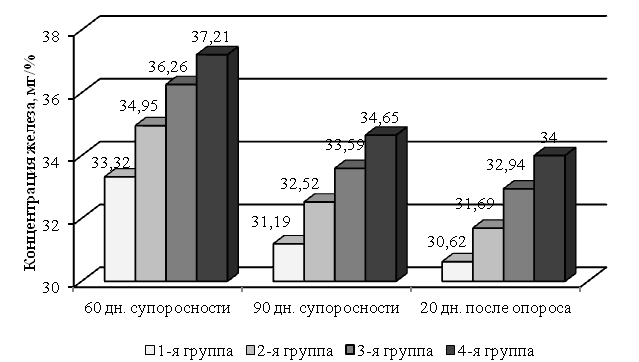 Концентрация железа, мг/%
38
36
34
32
30
33,32
34,95
36,26
37,21
31,19
32,52
33,59
34,65
30,62
31,69
32,94
34
60 дн. супоросности
90 дн. супоросности
20 дн. после опороса
1-я группа
2-я группа
3-я группа
4-я группа